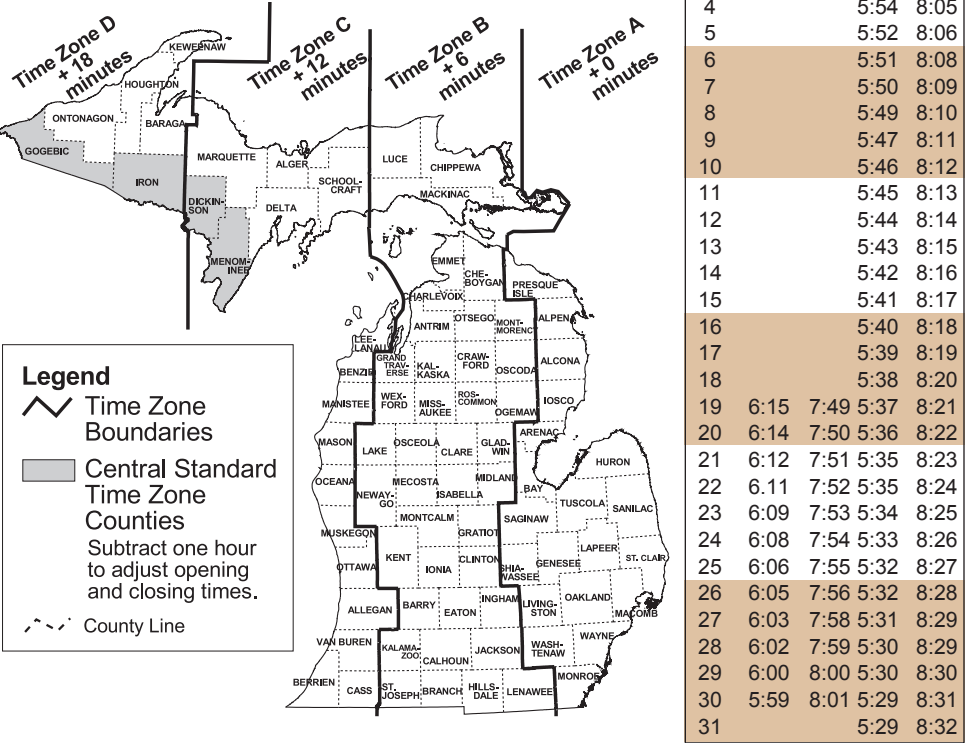 Time Zone D
+ 18
minutes
Time Zone C
+ 12
minutes
Time Zone B
+ 6
minutes
Time Zone A
+ 0
minutes
KEWEENAW
HOUGHTON
ONTONAGON
BARAGA
GOGEBIC
IRON
MARQUETTE
ALGER
LUCE
CHIPPEWA
SCHOOL-
CRAFT
MACKINAC
DICKIN-
SON
DELTA
MENOM-
INEE
EMMET
CHE-
BOYGAN
PRESQUE
ISLE
CHARLEVOIX
ANTRIM
OTSEGO
MONT-
MORENCY
ALPENA
LEE-
LANAU
BENZIE
GRAND
TRAV-
ERSE
KAL-
KASKA
CRAW-
FORD
OSCODA
ALCONA
MANISTEE
WEX-
FORD
MISS-
AUKEE
ROS-
COMMON
OGEMAW
IOSCO
MASON
LAKE
OSCEOLA
CLARE
GLAD-
WIN
ARENAC
OCEANA
NEWAY-
GO
MECOSTA
ISABELLA
MIDLAND
BAY
HURON
TUSCOLA
SANILAC
MUSKEGON
MONTCALM
GRATIOT
SAGINAW
OTTAWA
KENT
IONIA
CLINTON
SHIA-
WASSEE
GENESEE
LAPEER
ST. CLAIR
ALLEGAN
BARRY
EATON
INGHAM
LIVING-
STON
OAKLAND
MACOMB
VAN BUREN
KALAMA-
ZOO
CALHOUN
JACKSON
WASH-
TENAW
WAYNE
BERRIEN
CASS
ST.
JOSEPH
BRANCH
HILLS-
DALE
LENAWEE
MONROE
Legend
Time Zone
Boundaries
Central Standard
Time Zone
Counties
Subtract one hour
to adjust opening
and closing times.
County Line
4 5:54 8:05
5 5:52 8:06
6 5:51 8:08
7 5:50 8:09
8 5:49 8:10
9 5:47 8:11
10 5:46 8:12
11 5:45 8:13
12 5:44 8:14
13 5:43 8:15
14 5:42 8:16
15 5:41 8:17
16 5:40 8:18
17 5:39 8:19
18 5:38 8:20
19 6:15 7:49 5:37 8:21
20 6:14 7:50 5:36 8:22
21 6:12 7:51 5:35 8:23
22 6.11 7:52 5:35 8:24
23 6:09 7:53 5:34 8:25
24 6:08 7:54 5:33 8:26
25 6:06 7:55 5:32 8:27
26 6:05 7:56 5:32 8:28
27 6:03 7:58 5:31 8:29
28 6:02 7:59 5:30 8:29
29 6:00 8:00 5:30 8:30
30 5:59 8:01 5:29 8:31
31 5:29 8:32